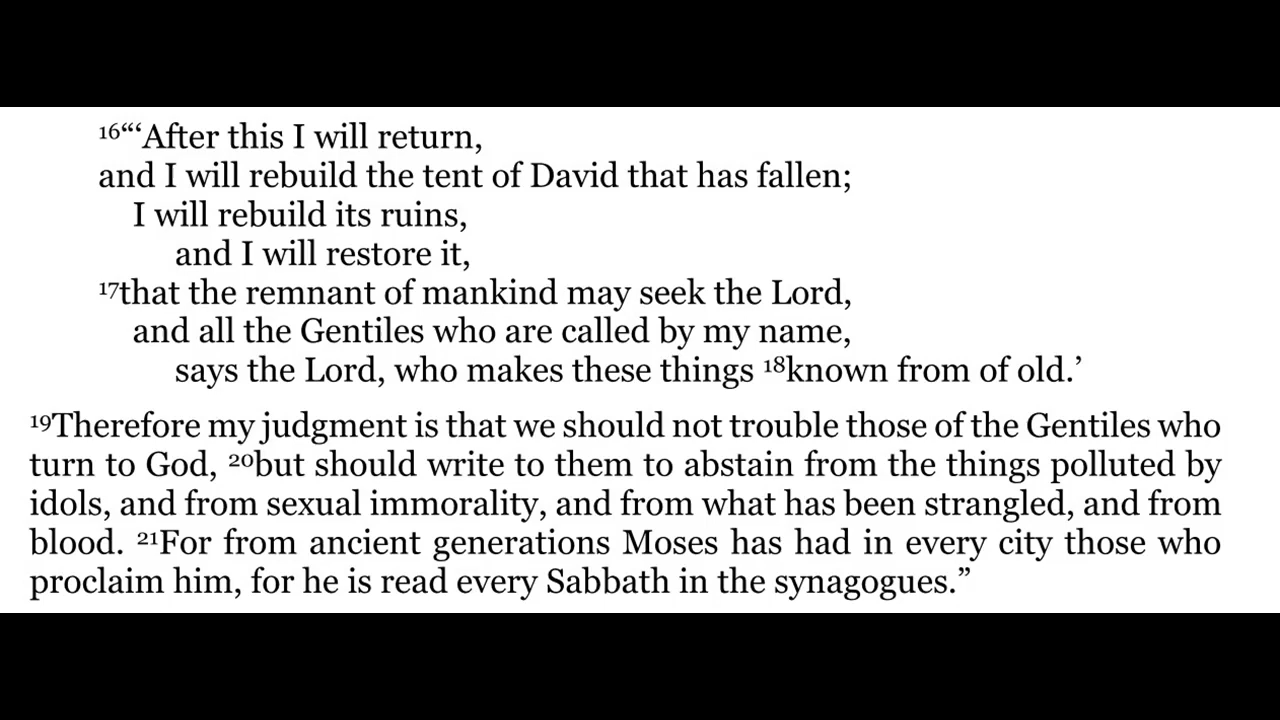 16“‘After this I will return,
and I will rebuild the tent of David that has fallen;
I will rebuild its ruins,
and I will restore it,
17that the remnant of mankind may seek the Lord,
and all the Gentiles who are called by my name,
says the Lord, who makes these things 18known from of old.’
19Therefore my judgment is that we should not trouble those of the Gentiles who
turn to God, 20but should write to them to abstain from the things polluted by
idols, and from sexual immorality, and from what has been strangled, and from
blood. 21For from ancient generations Moses has had in every city those who
proclaim him, for he is read every Sabbath in the synagogues.”